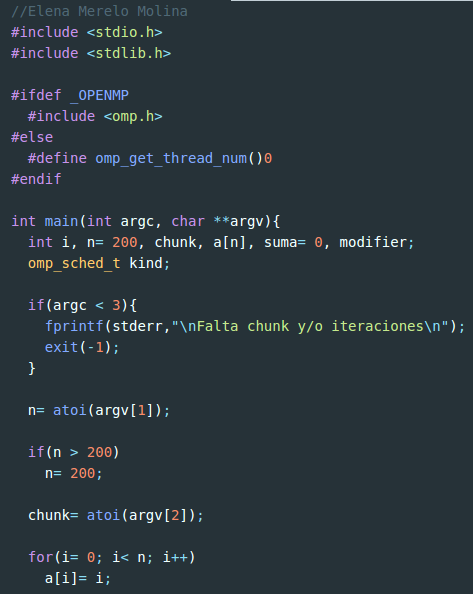 //Elena Merelo Molina
#include <stdio.h>
#include <stdlib.h>

#ifdef _OPENMP
  #include <omp.h>
#else
  #define omp_get_thread_num()0
#endif

int main(int argc, char **argv){
  int i, n= 200, chunk, a[n], suma= 0, modifier;
  omp_sched_t kind;

  if(argc < 3){
    fprintf(stderr,"\nFalta chunk y/o iteraciones\n");
    exit(-1);
  }

  n= atoi(argv[1]);

  if(n > 200)
    n= 200;

  chunk= atoi(argv[2]);

  for(i= 0; i< n; i++)
    a[i]= i;